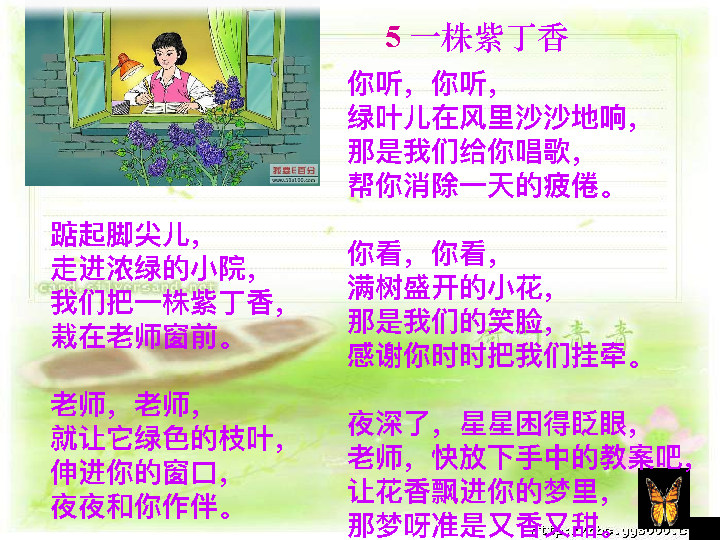 5 一株紫丁香
踮起脚尖儿，
走进浓绿的小院，
我们把一株紫丁香，
栽在老师窗前。
老师，老师，
就让它绿色的枝叶，
伸进你的窗口，
夜夜和你作伴。
你听，你听，
绿叶儿在风里沙沙地响，
那是我们给你唱歌，
帮你消除一天的疲倦。
你看，你看，
满树盛开的小花，
那是我们的笑脸，
感谢你时时把我们挂牵。
夜深了，星星困得眨眼，
老师，快放下手中的教案吧，
让花香飘进你的梦里，
那梦呀准是又香又甜。